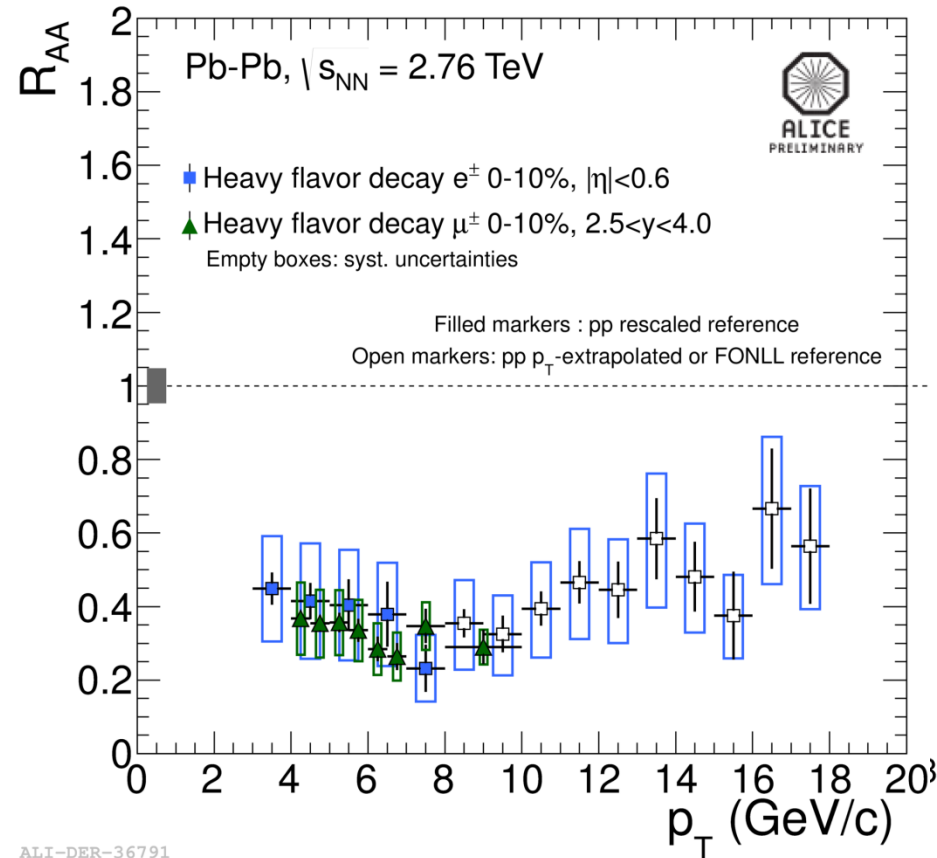 R_AA
2
1.8
1.6
1.4
1.2
1
0.8
0.6
0.4
0.2
0
Pb-Pb, √s_NN = 2.76 TeV
ALICE
PRELIMINARY
Heavy flavor decay e± 0-10%, |η|<0.6
Heavy flavor decay μ± 0-10%, 2.5<y<4.0
Empty boxes: syst. uncertainties
Filled markers : pp rescaled reference
Open markers: pp p_T-extrapolated or FONLL reference
0 2 4 6 8 10 12 14 16 18 20
p_T (GeV/c)
ALI-DER-36791